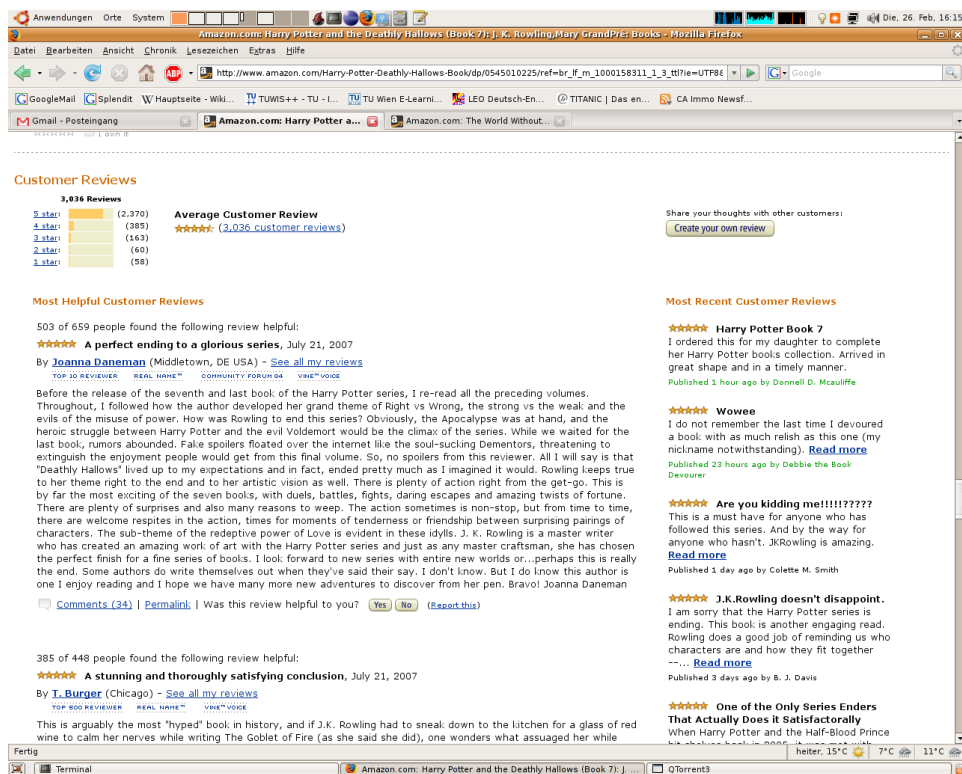 Anwendungen Orte System
Die, 26. Feb, 16:15
Amazon.com: Harry Potter and the Deathly Hallows (Book 7): J. K. Rowling,Mary GrandPré: Books - Mozilla Firefox
Datei Bearbeiten Ansicht Chronik Lesezeichen Extras Hilfe
ABP
http://www.amazon.com/Harry-Potter-Deathly-Hallows-Book/dp/0545010225/ref=br_lf_m_1000158311_1_3_ttl?ie=UTF8&
Google
GoogleMail Splendit Hauptseite - Wiki... TUWIS++ - TU - I... TU Wien E-Learni... LEO Deutsch-En... TITANIC | Das en... CA Immo Newsf...
Gmail - Posteingang Amazon.com: Harry Potter a... Amazon.com: The World Without...
I own it
Customer Reviews
3,036 Reviews
5 star: (2,370)
4 star: (385)
3 star: (163)
2 star: (60)
1 star: (58)
Average Customer Review
(3,036 customer reviews)
Share your thoughts with other customers:
Create your own review
Most Helpful Customer Reviews
503 of 659 people found the following review helpful:
A perfect ending to a glorious series, July 21, 2007
By Joanna Daneman (Middletown, DE USA) - See all my reviews
TOP 10 REVIEWER REAL NAME™ COMMUNITY FORUM 04 VINE™ VOICE
Before the release of the seventh and last book of the Harry Potter series, I re-read all the preceding volumes.
Throughout, I followed how the author developed her grand theme of Right vs Wrong, the strong vs the weak and the
evils of the misuse of power. How was Rowling to end this series? Obviously, the Apocalypse was at hand, and the
heroic struggle between Harry Potter and the evil Voldemort would be the climax of the series. While we waited for the
last book, rumors abounded. Fake spoilers floated over the internet like the soul-sucking Dementors, threatening to
extinguish the enjoyment people would get from this final volume. So, no spoilers from this reviewer. All I will say is that
"Deathly Hallows" lived up to my expectations and in fact, ended pretty much as I imagined it would. Rowling keeps true
to her theme right to the end and to her artistic vision as well. There is plenty of action right from the get-go. This is
by far the most exciting of the seven books, with duels, battles, fights, daring escapes and amazing twists of fortune.
There are plenty of surprises and also many reasons to weep. The action sometimes is non-stop, but from time to time,
there are welcome respites in the action, times for moments of tenderness or friendship between surprising pairings of
characters. The sub-theme of the redeptive power of Love is evident in these idylls. J. K. Rowling is a master writer
who has created an amazing work of art with the Harry Potter series and just as any master craftsman, she has chosen
the perfect finish for a fine series of books. I look forward to new series with entire new worlds or...perhaps this is really
the end. Some authors do write themselves out when they've said their say. I don't know. But I do know this author is
one I enjoy reading and I hope we have many more new adventures to discover from her pen. Bravo! Joanna Daneman
Comments (34) | Permalink | Was this review helpful to you? Yes No (Report this)
385 of 448 people found the following review helpful:
A stunning and thoroughly satisfying conclusion, July 21, 2007
By T. Burger (Chicago) - See all my reviews
TOP 500 REVIEWER REAL NAME™ VINE™ VOICE
This is arguably the most "hyped" book in history, and if J.K. Rowling had to sneak down to the kitchen for a glass of red
wine to calm her nerves while writing The Goblet of Fire (as she said she did), one wonders what assuaged her while
Most Recent Customer Reviews
Harry Potter Book 7
I ordered this for my daughter to complete
her Harry Potter books collection. Arrived in
great shape and in a timely manner.
Published 1 hour ago by Donnell D. Mcauliffe
Wowee
I do not remember the last time I devoured
a book with as much relish as this one (my
nickname notwithstanding). Read more
Published 23 hours ago by Debbie the Book
Devourer
Are you kidding me!!!!!?????
This is a must have for anyone who has
followed this series. And by the way for
anyone who hasn't. JKRowling is amazing.
Read more
Published 1 day ago by Colette M. Smith
J.K.Rowling doesn't disappoint.
I am sorry that the Harry Potter series is
ending. This book is another engaging read.
Rowling does a good job of reminding us who
characters are and how they fit together
--... Read more
Published 3 days ago by B. J. Davis
One of the Only Series Enders
That Actually Does it Satisfactorally
When Harry Potter and the Half-Blood Prince
hit shelves back in 2005, it was met with
Fertig
heiter, 15°C 7°C 11°C
Terminal
Amazon.com: Harry Potter and the Deathly Hallows (Book 7): J. ...
QTorrent3